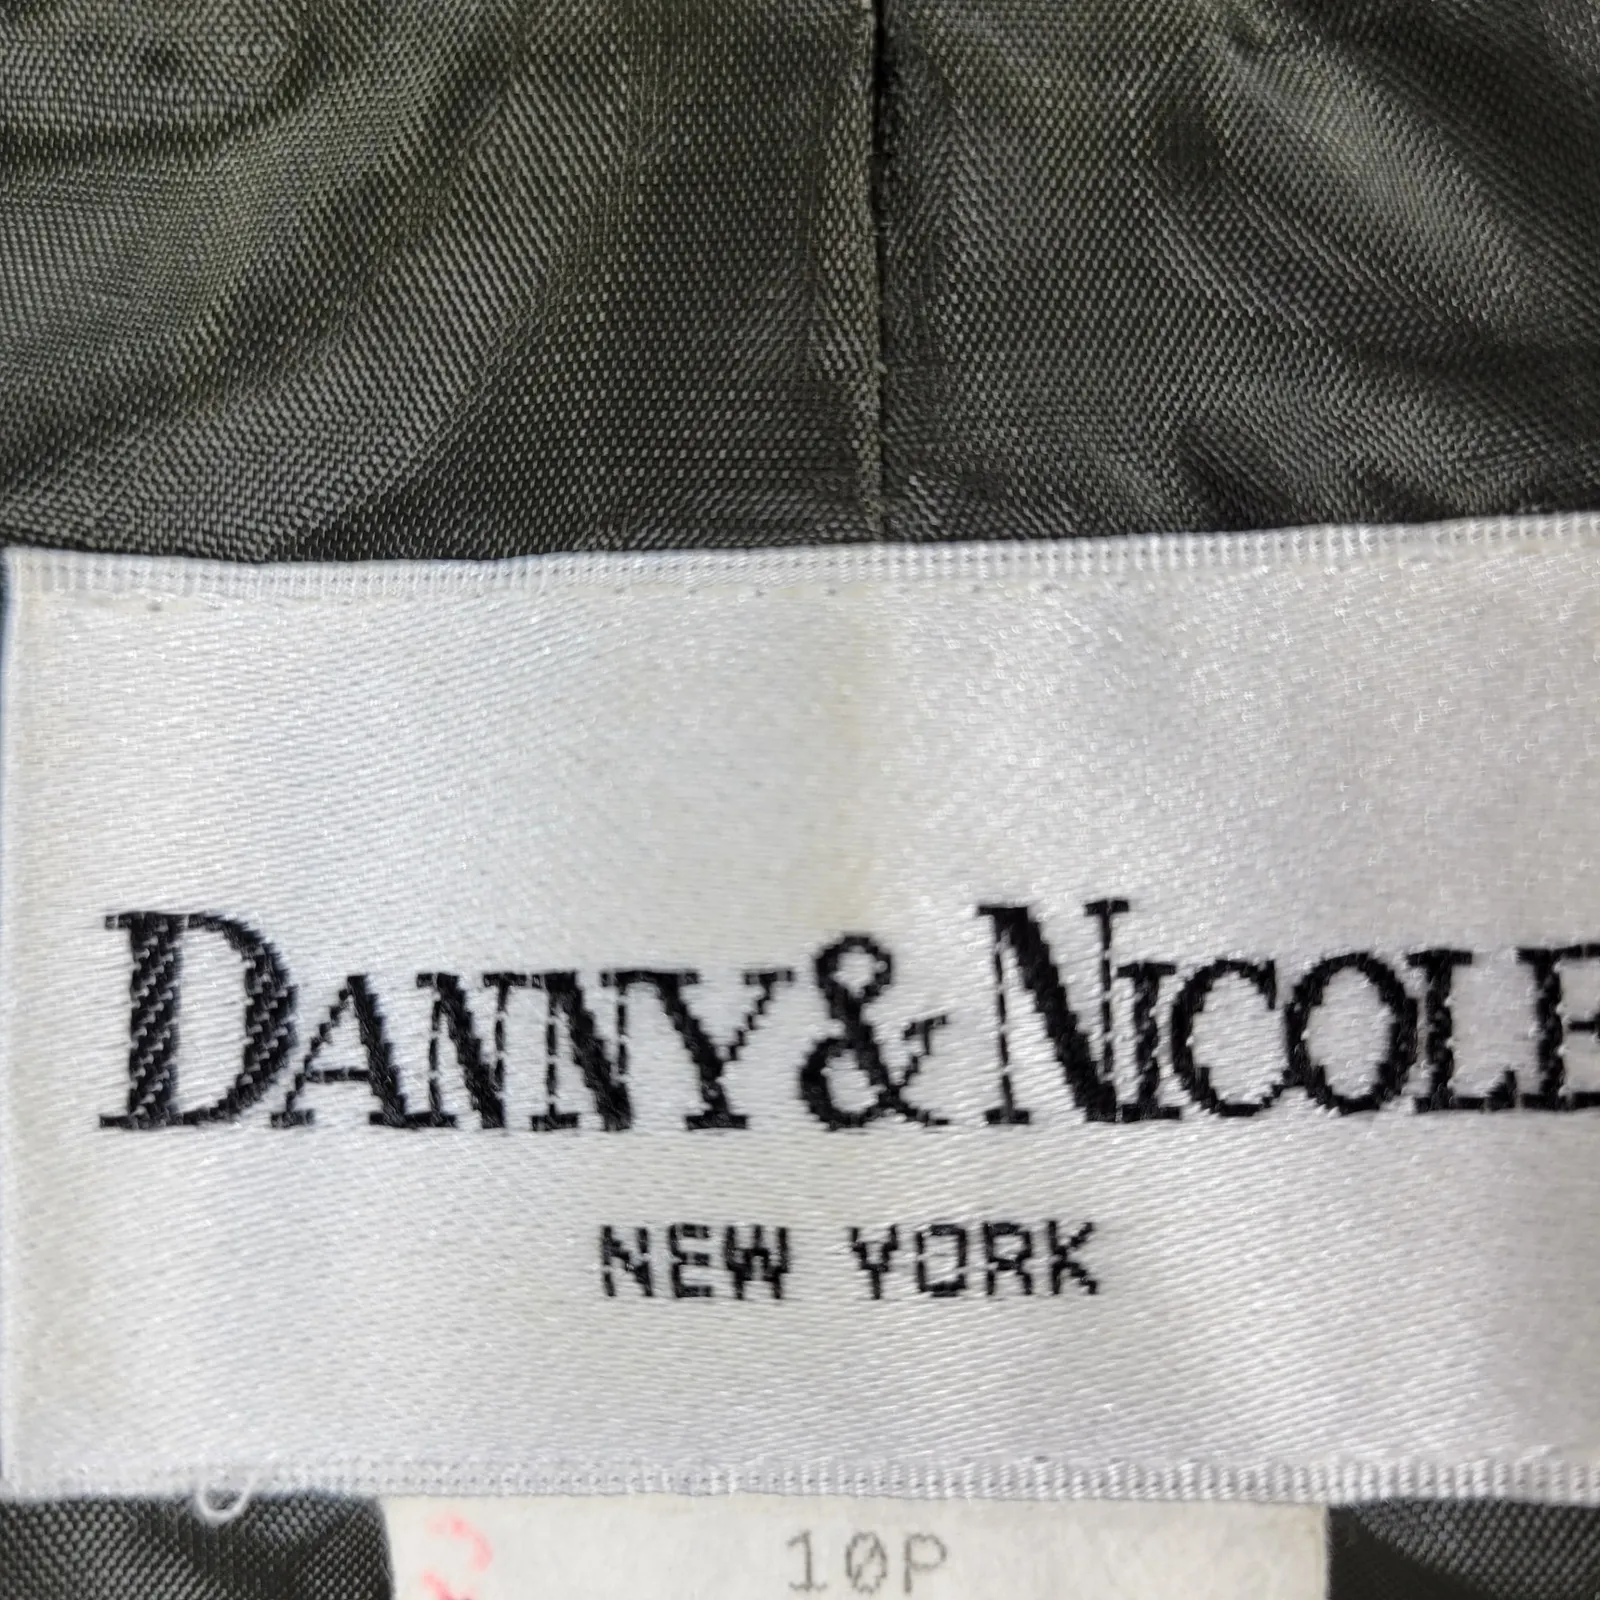 DANNY & NICOLE
NEW YORK
10P